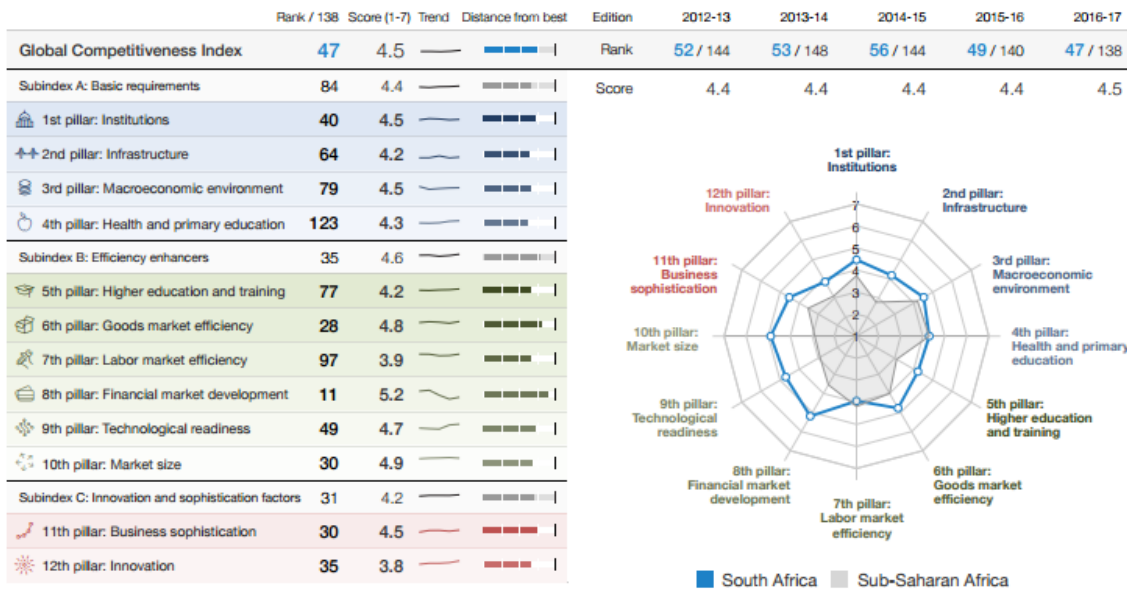 Rank / 138 Score (1-7) Trend Distance from best
Global Competitiveness Index 47 4.5
Subindex A: Basic requirements 84 4.4
1st pillar: Institutions 40 4.5
2nd pillar: Infrastructure 64 4.2
3rd pillar: Macroeconomic environment 79 4.5
4th pillar: Health and primary education 123 4.3
Subindex B: Efficiency enhancers 35 4.6
5th pillar: Higher education and training 77 4.2
6th pillar: Goods market efficiency 28 4.8
7th pillar: Labor market efficiency 97 3.9
8th pillar: Financial market development 11 5.2
9th pillar: Technological readiness 49 4.7
10th pillar: Market size 30 4.9
Subindex C: Innovation and sophistication factors 31 4.2
11th pillar: Business sophistication 30 4.5
12th pillar: Innovation 35 3.8
Edition 2012-13 2013-14 2014-15 2015-16 2016-17
Rank 52 / 144 53 / 148 56 / 144 49 / 140 47 / 138
Score 4.4 4.4 4.4 4.4 4.5
1st pillar:
Institutions
2nd pillar:
Infrastructure
3rd pillar:
Macroeconomic
environment
4th pillar:
Health and primary
education
5th pillar:
Higher education
and training
6th pillar:
Goods market
efficiency
7th pillar:
Labor market
efficiency
8th pillar:
Financial market
development
9th pillar:
Technological
readiness
10th pillar:
Market size
11th pillar:
Business
sophistication
12th pillar:
Innovation
7
6
5
4
3
2
1
South Africa Sub-Saharan Africa